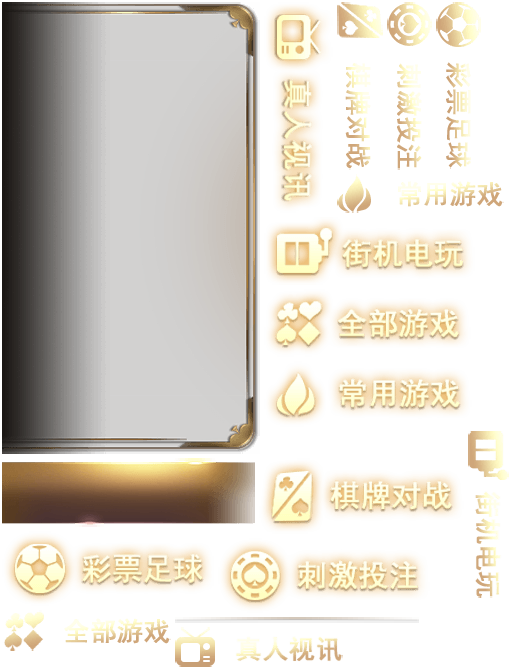 真人视讯
棋牌对战
刺激投注
彩票足球
常用游戏
街机电玩
全部游戏
常用游戏
棋牌对战
街机电玩
彩票足球
刺激投注
全部游戏
真人视讯